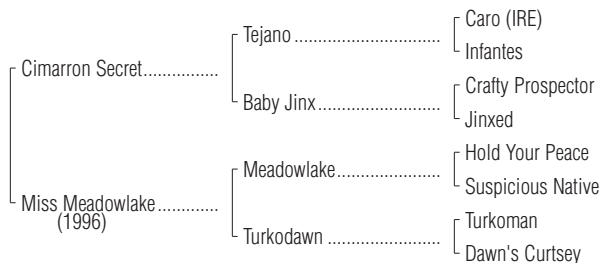 Caro (IRE)
Tejano ..................................
Infantes
Cimarron Secret................
Crafty Prospector
Baby Jinx............................
Jinxed
Hold Your Peace
Meadowlake.......................
Suspicious Native
Miss Meadowlake.............
(1996)
Turkoman
Turkodawn .........................
Dawn's Curtsey